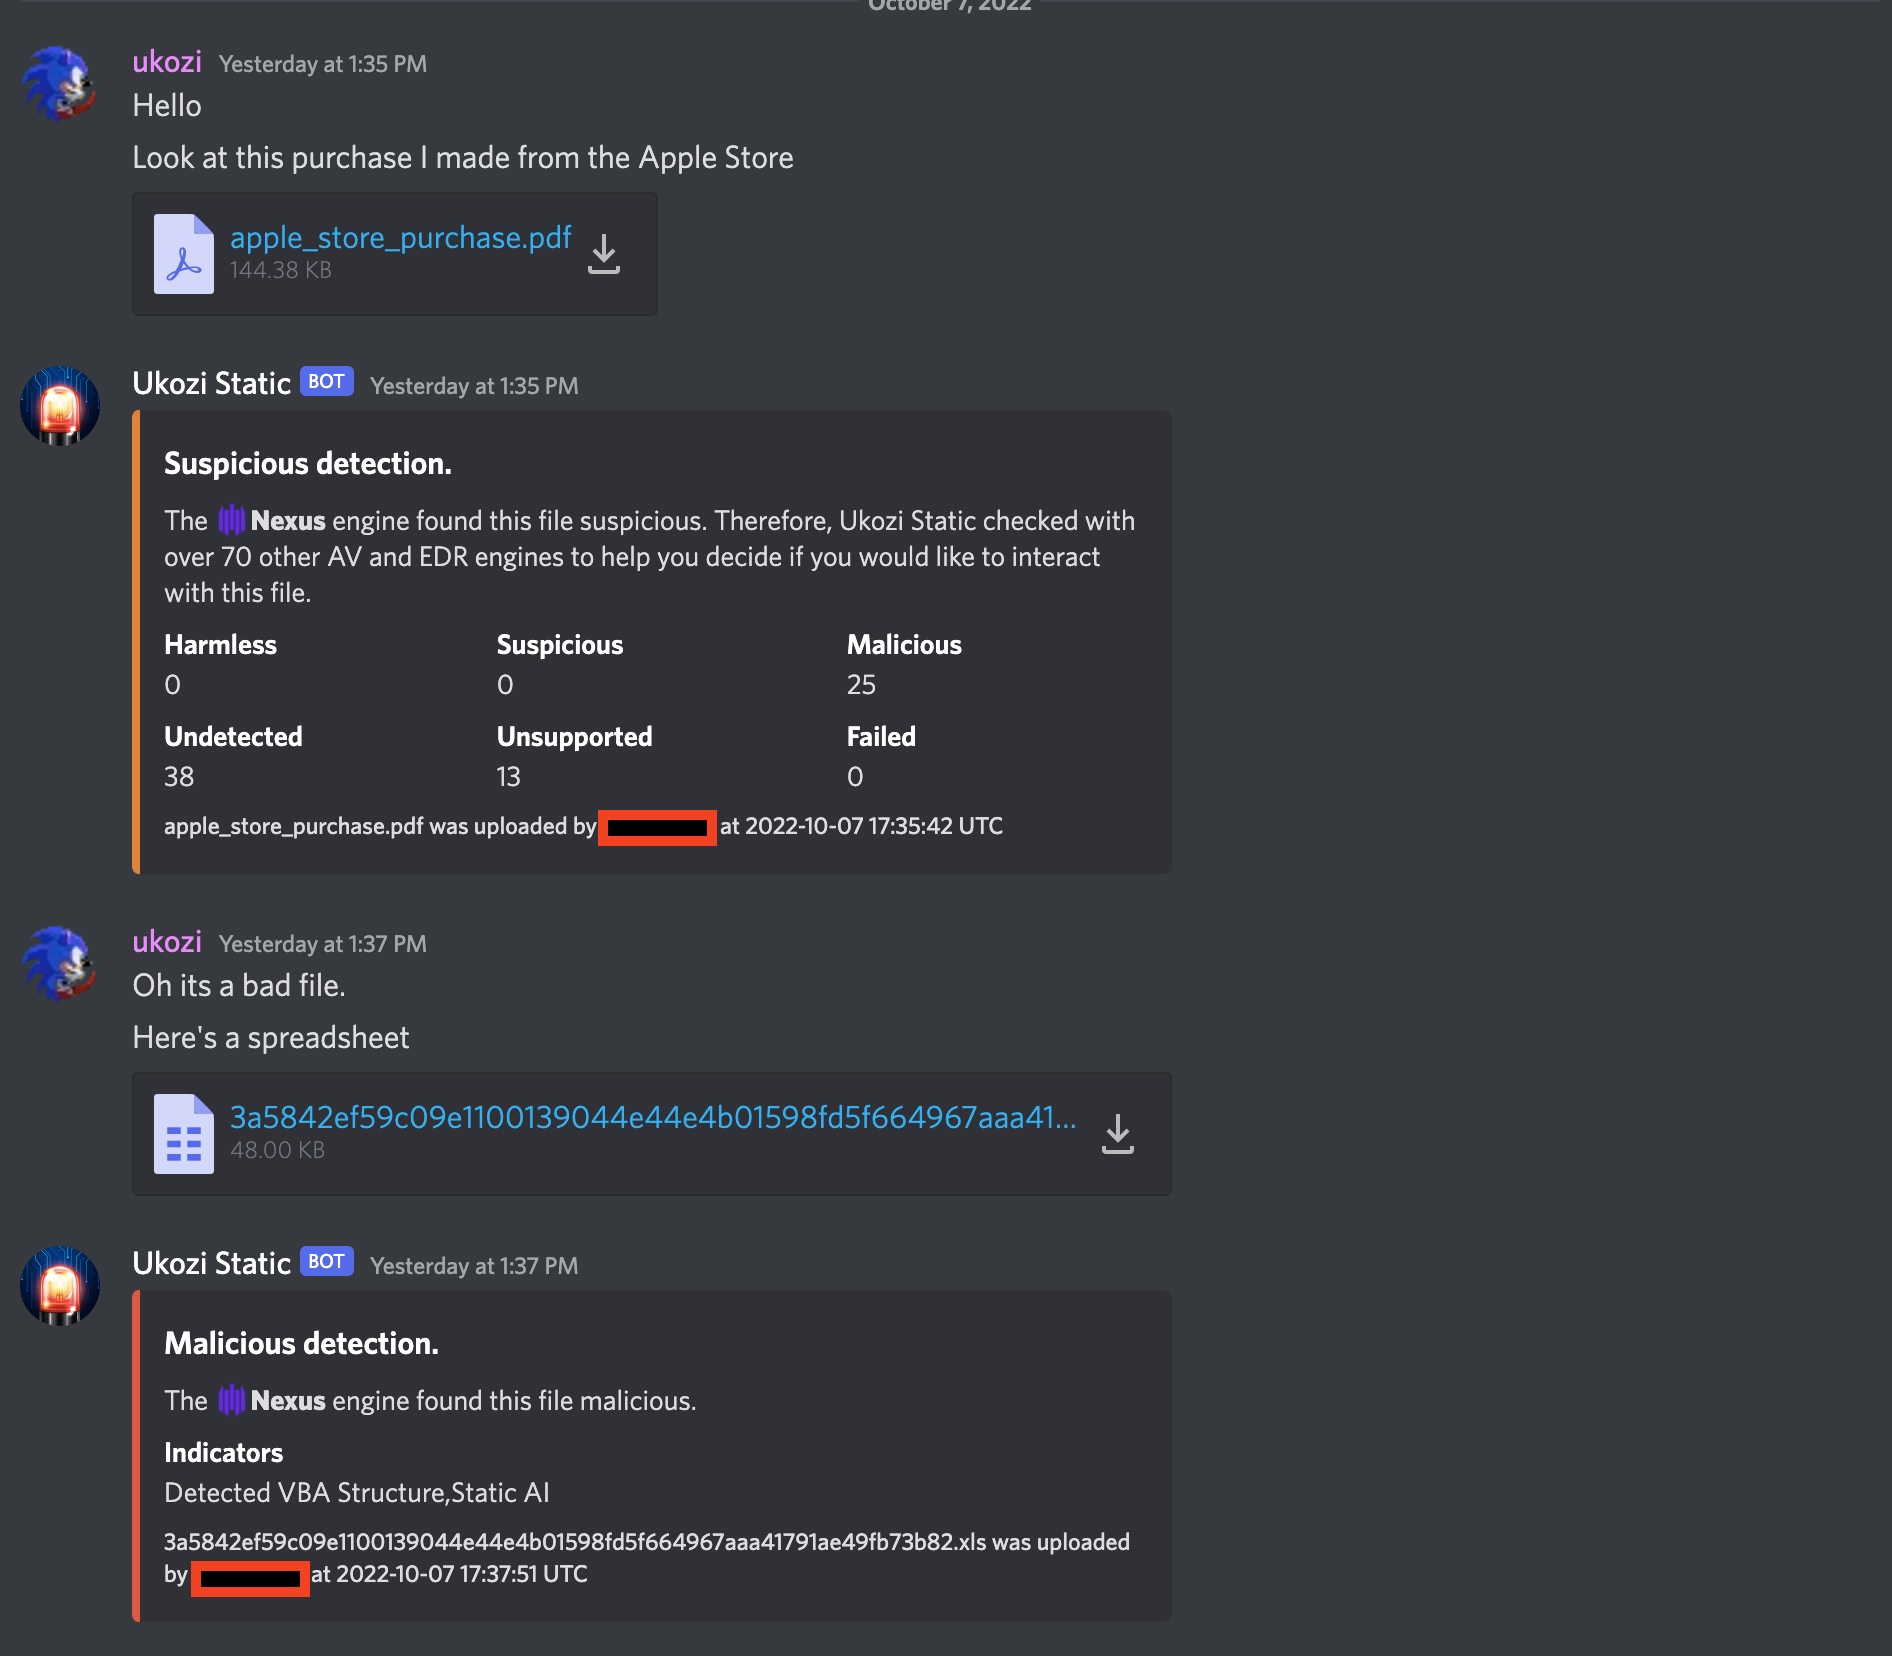 October 7, 2022
ukozi Yesterday at 1:35 PM
Hello
Look at this purchase I made from the Apple Store
apple_store_purchase.pdf
144.38 KB
Ukozi Static BOT Yesterday at 1:35 PM
Suspicious detection.
The Nexus engine found this file suspicious. Therefore, Ukozi Static checked with
over 70 other AV and EDR engines to help you decide if you would like to interact
with this file.
Harmless Suspicious Malicious
0 0 25
Undetected Unsupported Failed
38 13 0
apple_store_purchase.pdf was uploaded by at 2022-10-07 17:35:42 UTC
ukozi Yesterday at 1:37 PM
Oh its a bad file.
Here's a spreadsheet
3a5842ef59c09e1100139044e44e4b01598fd5f664967aaa41...
48.00 KB
Ukozi Static BOT Yesterday at 1:37 PM
Malicious detection.
The Nexus engine found this file malicious.
Indicators
Detected VBA Structure,Static AI
3a5842ef59c09e1100139044e44e4b01598fd5f664967aaa41791ae49fb73b82.xls was uploaded
by at 2022-10-07 17:37:51 UTC